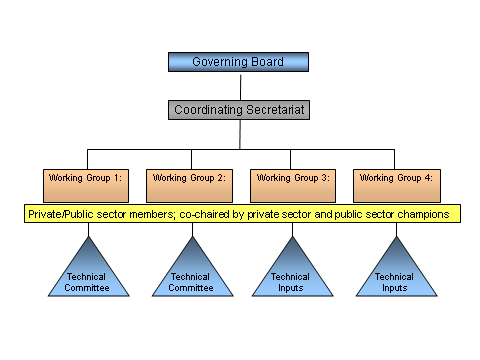 Governing Board
Coordinating Secretariat
Working Group 1:
Working Group 2:
Working Group 3:
Working Group 4:
Private/Public sector members; co-chaired by private sector and public sector champions
Technical
Committee
Technical
Committee
Technical
Inputs
Technical
Inputs